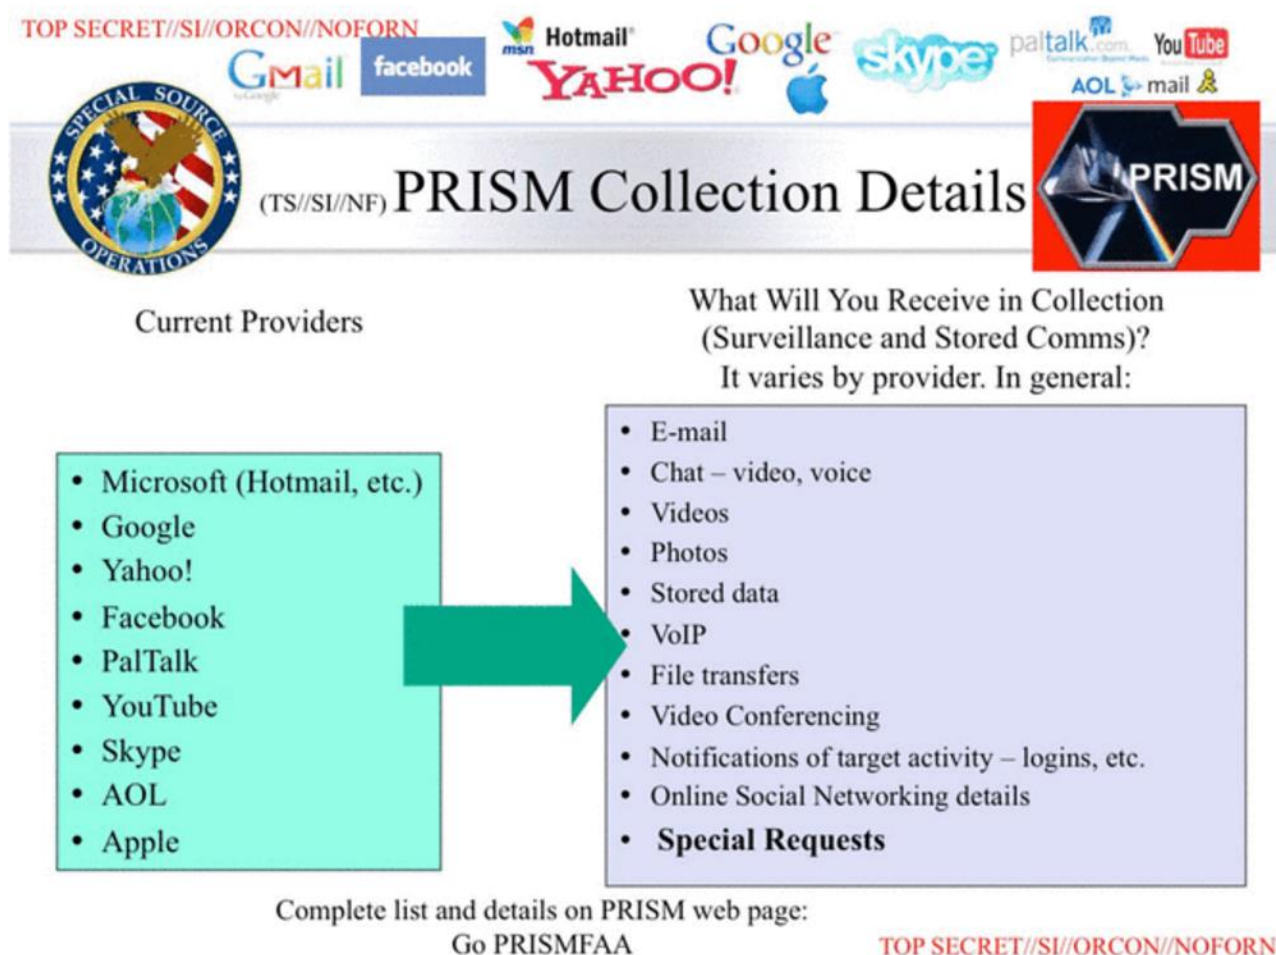 TOP SECRET//SI//ORCON//NOFORN
GMail
by Google
facebook
msn
Hotmail
YAHOO!
Google
skype
paltalk.com
YouTube
AOL mail
SPECIAL SOURCE OPERATIONS
(TS//SI//NF) PRISM Collection Details
PRISM
Current Providers
What Will You Receive in Collection
(Surveillance and Stored Comms)?
It varies by provider. In general:
• Microsoft (Hotmail, etc.)
• Google
• Yahoo!
• Facebook
• PalTalk
• YouTube
• Skype
• AOL
• Apple
• E-mail
• Chat – video, voice
• Videos
• Photos
• Stored data
• VoIP
• File transfers
• Video Conferencing
• Notifications of target activity – logins, etc.
• Online Social Networking details
• Special Requests
Complete list and details on PRISM web page:
Go PRISMFAA
TOP SECRET//SI//ORCON//NOFORN